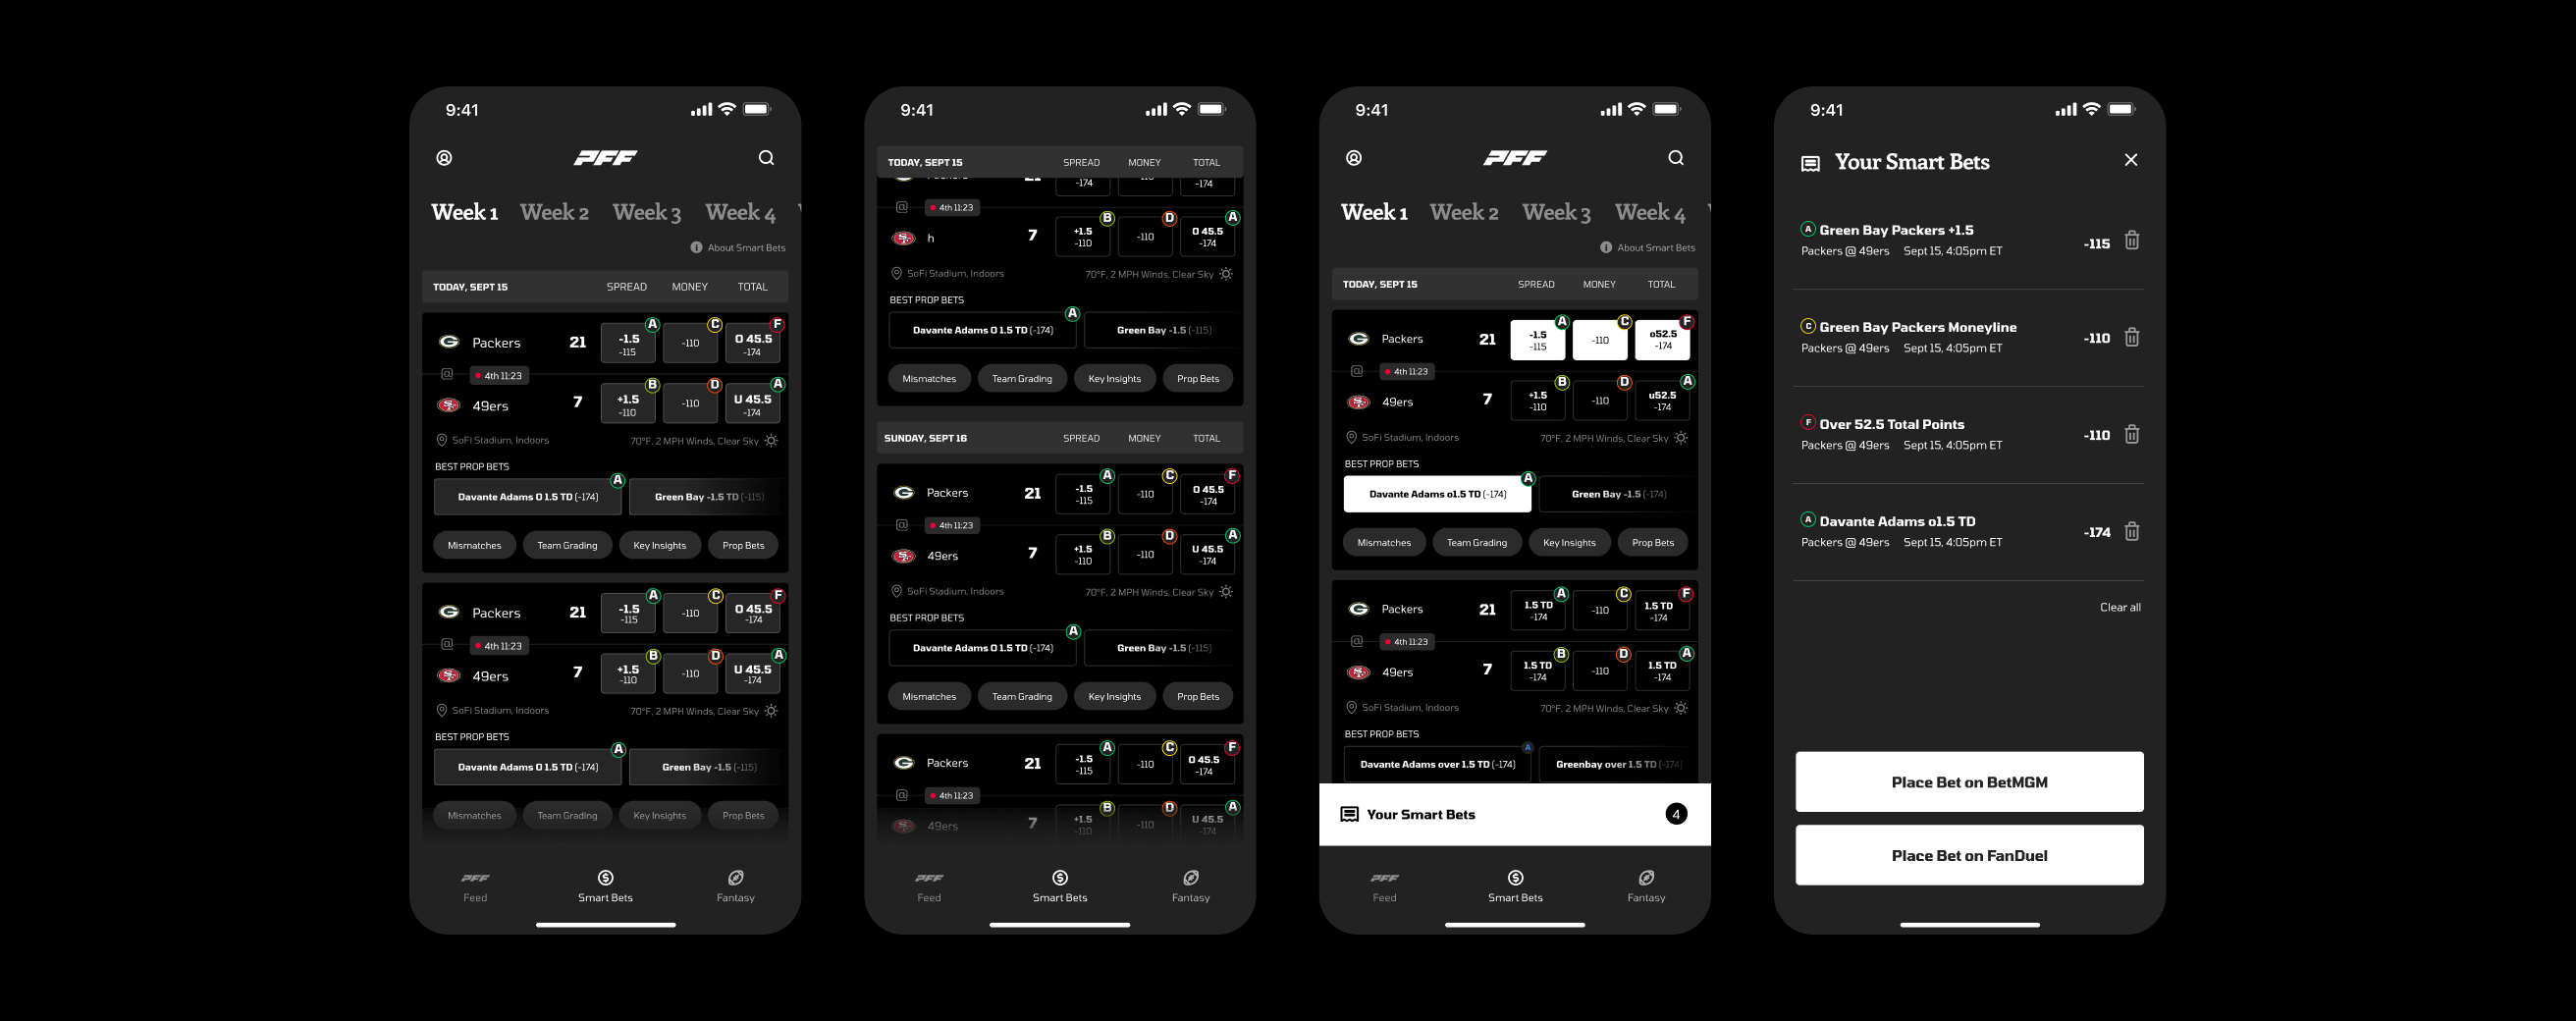 9:41
PFF
Week 1 Week 2 Week 3 Week 4
About Smart Bets
TODAY, SEPT 15 SPREAD MONEY TOTAL
A C F
Packers 21 -1.5 -110 O 45.5
-115 -174
@ 4th 11:23
B D A
49ers 7 +1.5 -110 U 45.5
-110 -174
SoFi Stadium, Indoors 70°F, 2 MPH Winds, Clear Sky
BEST PROP BETS
A
Davante Adams O 1.5 TD (-174) Green Bay -1.5 TD (-115)
Mismatches Team Grading Key Insights Prop Bets
A C F
Packers 21 -1.5 -110 O 45.5
-115 -174
@ 4th 11:23
B D A
49ers 7 +1.5 -110 U 45.5
-110 -174
SoFi Stadium, Indoors 70°F, 2 MPH Winds, Clear Sky
BEST PROP BETS
A
Davante Adams O 1.5 TD (-174) Green Bay -1.5 (-115)
Mismatches Team Grading Key Insights Prop Bets
PFF
Feed Smart Bets Fantasy
9:41
TODAY, SEPT 15 SPREAD MONEY TOTAL
-174 -174
@ 4th 11:23
B D A
h 7 +1.5 -110 O 45.5
-110 -174
SoFi Stadium, Indoors 70°F, 2 MPH Winds, Clear Sky
BEST PROP BETS
A
Davante Adams O 1.5 TD (-174) Green Bay -1.5 (-115)
Mismatches Team Grading Key Insights Prop Bets
SUNDAY, SEPT 16 SPREAD MONEY TOTAL
A C F
Packers 21 -1.5 -110 O 45.5
-115 -174
@ 4th 11:23
B D A
49ers 7 +1.5 -110 U 45.5
-110 -174
SoFi Stadium, Indoors 70°F, 2 MPH Winds, Clear Sky
BEST PROP BETS
A
Davante Adams O 1.5 TD (-174) Green Bay -1.5 (-115)
Mismatches Team Grading Key Insights Prop Bets
A C F
Packers 21 -1.5 -110 O 45.5
-115 -174
@ 4th 11:23
B D A
49ers 7 +1.5 -110 U 45.5
-110 -174
PFF
Feed Smart Bets Fantasy
9:41
PFF
Week 1 Week 2 Week 3 Week 4
About Smart Bets
TODAY, SEPT 15 SPREAD MONEY TOTAL
A C F
Packers 21 -1.5 -110 o52.5
-115 -174
@ 4th 11:23
B D A
49ers 7 +1.5 -110 u52.5
-110 -174
SoFi Stadium, Indoors 70°F, 2 MPH Winds, Clear Sky
BEST PROP BETS
A
Davante Adams o1.5 TD (-174) Green Bay -1.5 (-174)
Mismatches Team Grading Key Insights Prop Bets
A C F
Packers 21 1.5 TD -110 1.5 TD
-174 -174
@ 4th 11:23
B D A
49ers 7 1.5 TD -110 1.5 TD
-174 -174
SoFi Stadium, Indoors 70°F, 2 MPH Winds, Clear Sky
BEST PROP BETS
A
Davante Adams over 1.5 TD (-174) Greenbay over 1.5 TD (-174)
Your Smart Bets 4
PFF
Feed Smart Bets Fantasy
9:41
Your Smart Bets
A Green Bay Packers +1.5
Packers @ 49ers Sept 15, 4:05pm ET -115
C Green Bay Packers Moneyline
Packers @ 49ers Sept 15, 4:05pm ET -110
F Over 52.5 Total Points
Packers @ 49ers Sept 15, 4:05pm ET -110
A Davante Adams o1.5 TD
Packers @ 49ers Sept 15, 4:05pm ET -174
Clear all
Place Bet on BetMGM
Place Bet on FanDuel